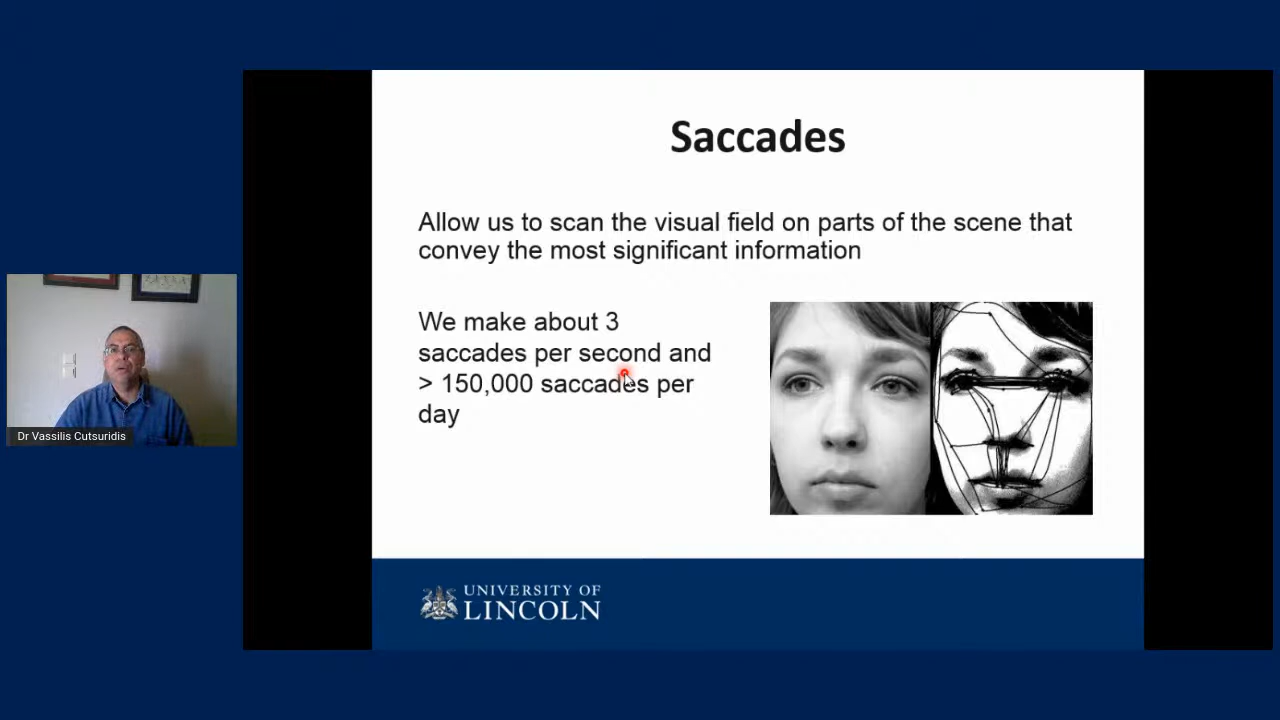 Saccades
Allow us to scan the visual field on parts of the scene that
convey the most significant information
We make about 3
saccades per second and
> 150,000 saccades per
day
Dr Vassilis Cutsuridis
UNIVERSITY OF
LINCOLN